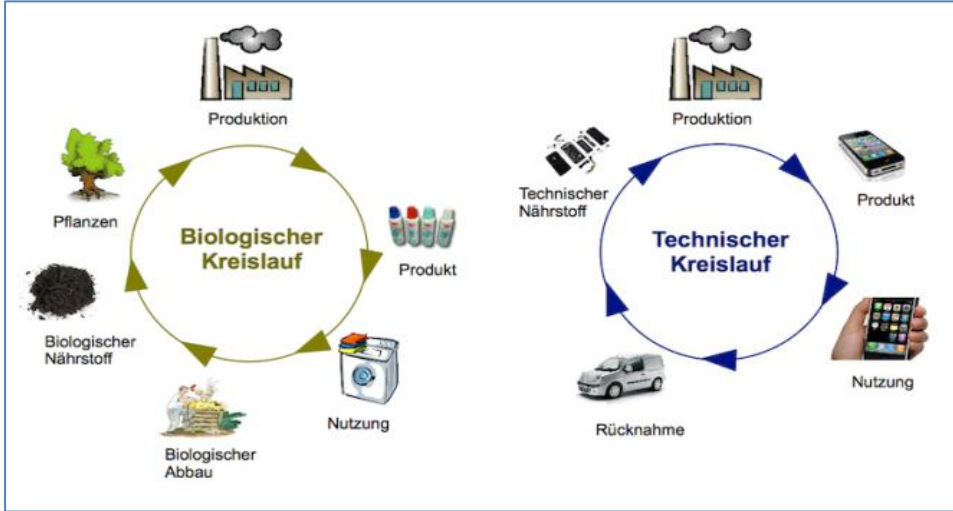 Produktion
Pflanzen
Biologischer
Kreislauf
Produkt
Biologischer
Nährstoff
Nutzung
Biologischer
Abbau
Produktion
Technischer
Nährstoff
Produkt
Technischer
Kreislauf
Nutzung
Rücknahme